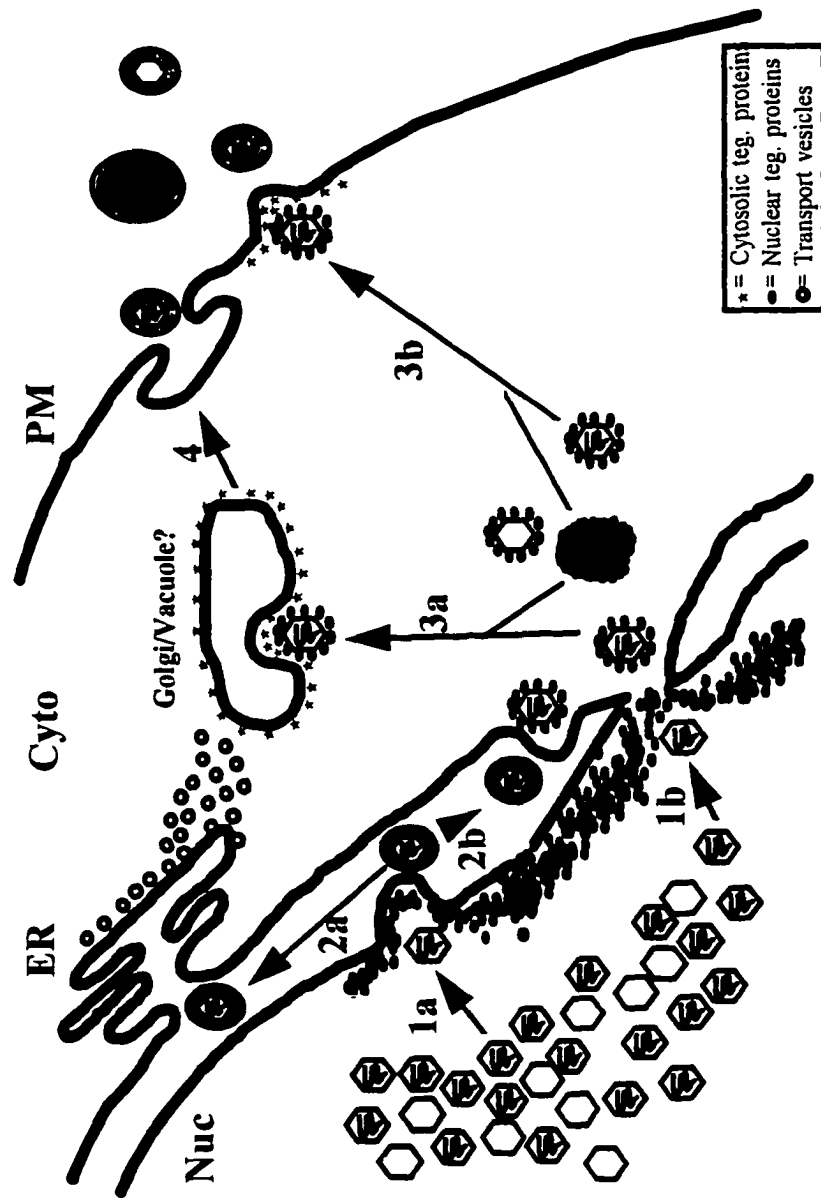 Nuc
ER
Cyto
PM
Golgi/Vacuole?
1a
1b
2a
2b
3a
3b
4
* = Cytosolic teg. proteins
= Nuclear teg. proteins
= Transport vesicles